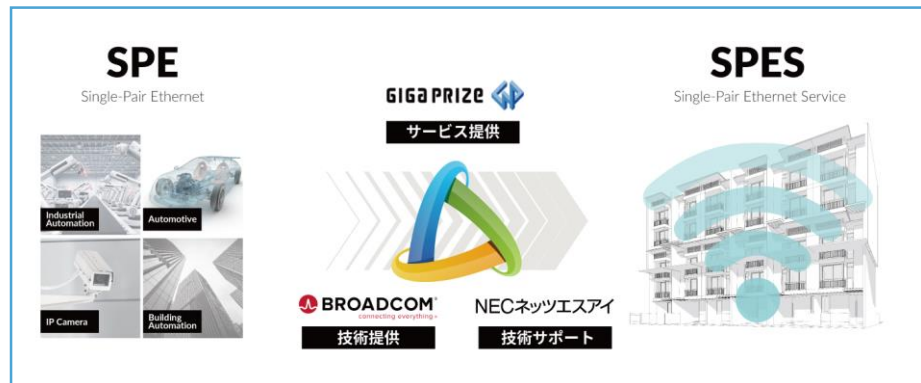 SPE
Single-Pair Ethernet
Industrial
Automation
Automotive
IP Camera
Building
Automation
GIGA PRIZE
サービス提供
BROADCOM®
connecting everything®
技術提供
NECネッツエスアイ
技術サポート
SPES
Single-Pair Ethernet Service